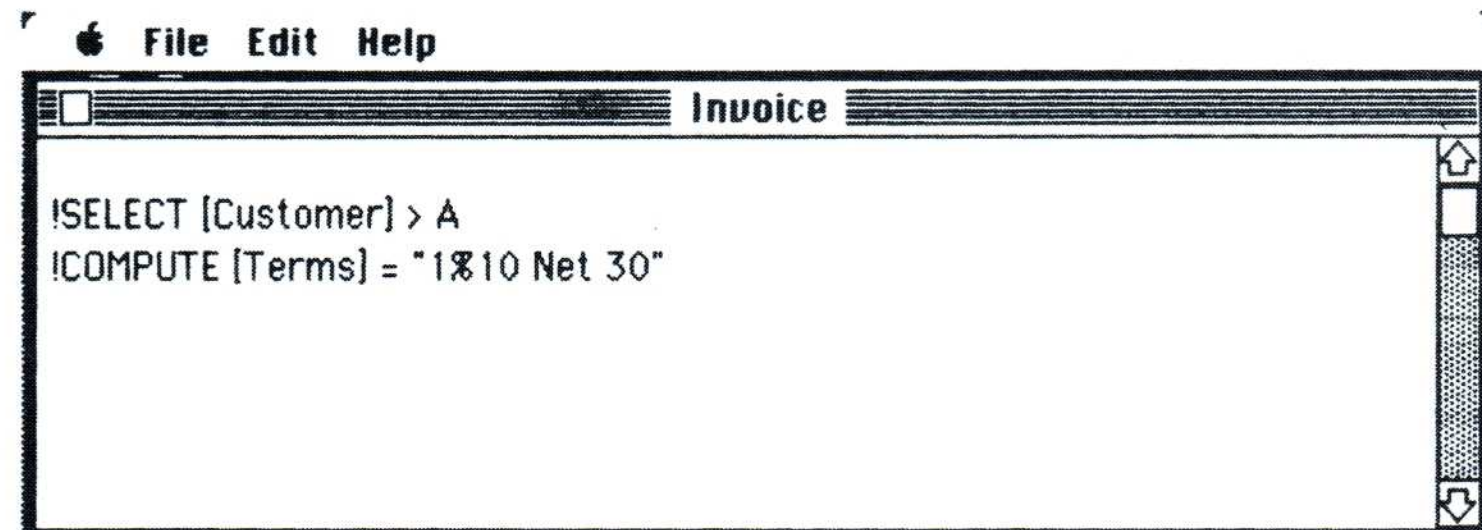 File Edit Help
Invoice
!SELECT [Customer] > A
!COMPUTE [Terms] = "1%10 Net 30"